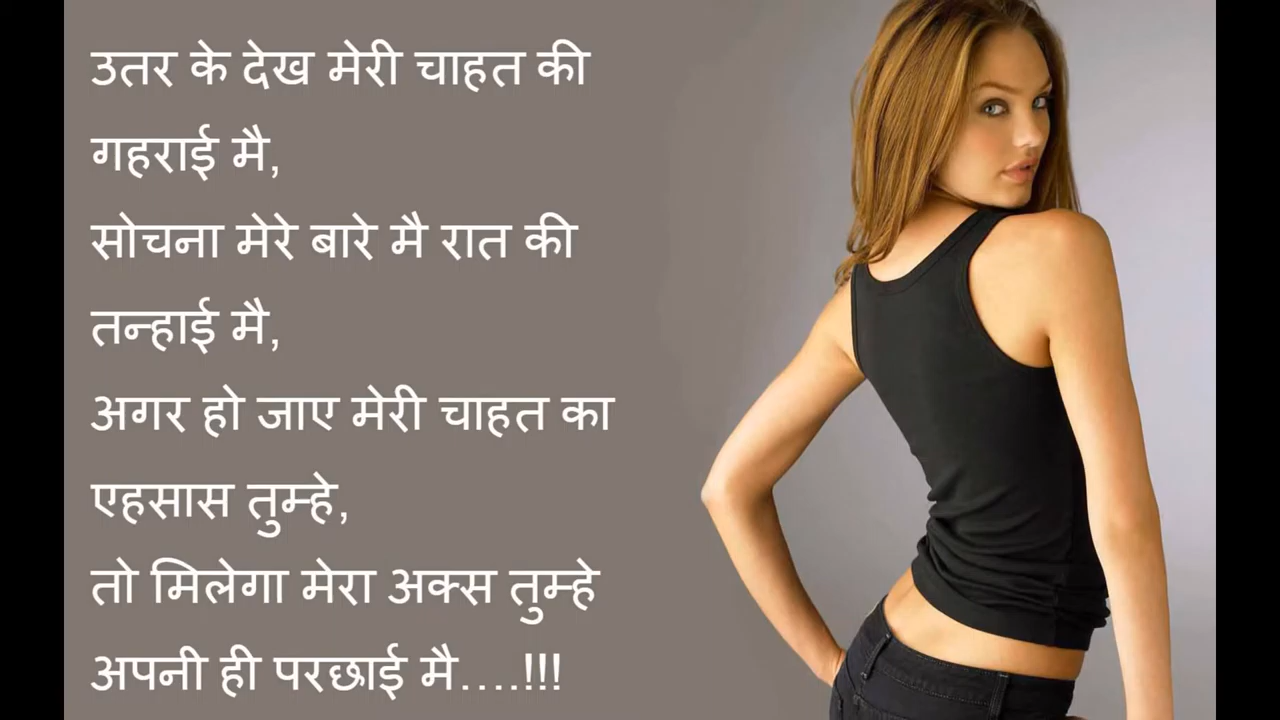 उतर के देख मेरी चाहत की
गहराई मै,
सोचना मेरे बारे मै रात की
तन्हाई मै,
अगर हो जाए मेरी चाहत का
एहसास तुम्हे,
तो मिलेगा मेरा अक्स तुम्हे
अपनी ही परछाई मै....!!!